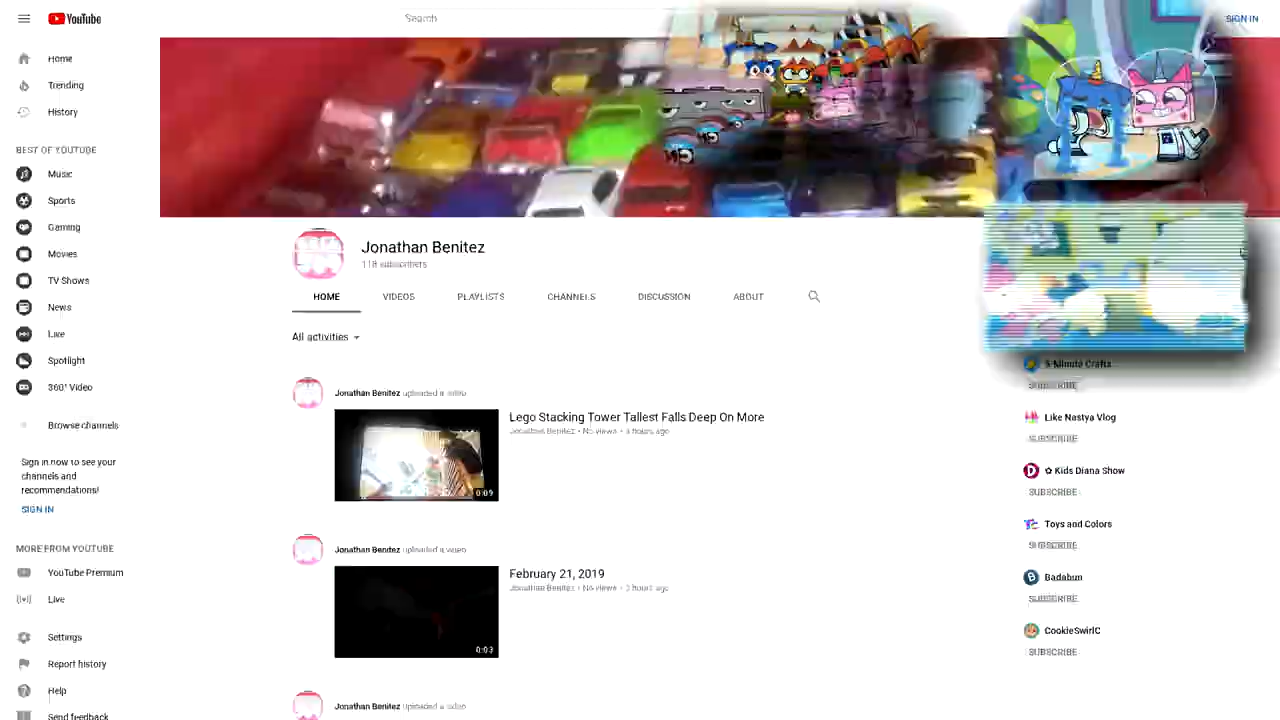 YouTube
Search
SIGN IN
Home
Trending
History
BEST OF YOUTUBE
Music
Sports
Gaming
Movies
TV Shows
News
Live
Spotlight
360° Video
Browse channels
Sign in now to see your
channels and
recommendations!
SIGN IN
MORE FROM YOUTUBE
YouTube Premium
Live
Settings
Report history
Help
Send feedback
Jonathan Benitez
118 subscribers
HOME
VIDEOS
PLAYLISTS
CHANNELS
DISCUSSION
ABOUT
All activities
Jonathan Benitez uploaded a video
0:09
Lego Stacking Tower Tallest Falls Deep On More
Jonathan Benitez • No views • hours ago
Jonathan Benitez uploaded a video
0:03
February 21, 2019
Jonathan Benitez • No views • hours ago
Jonathan Benitez uploaded a video
5-Minute Crafts
SUBSCRIBE
Like Nastya Vlog
SUBSCRIBE
✿ Kids Diana Show
SUBSCRIBE
Toys and Colors
SUBSCRIBE
Badabun
SUBSCRIBE
CookieSwirlC
SUBSCRIBE